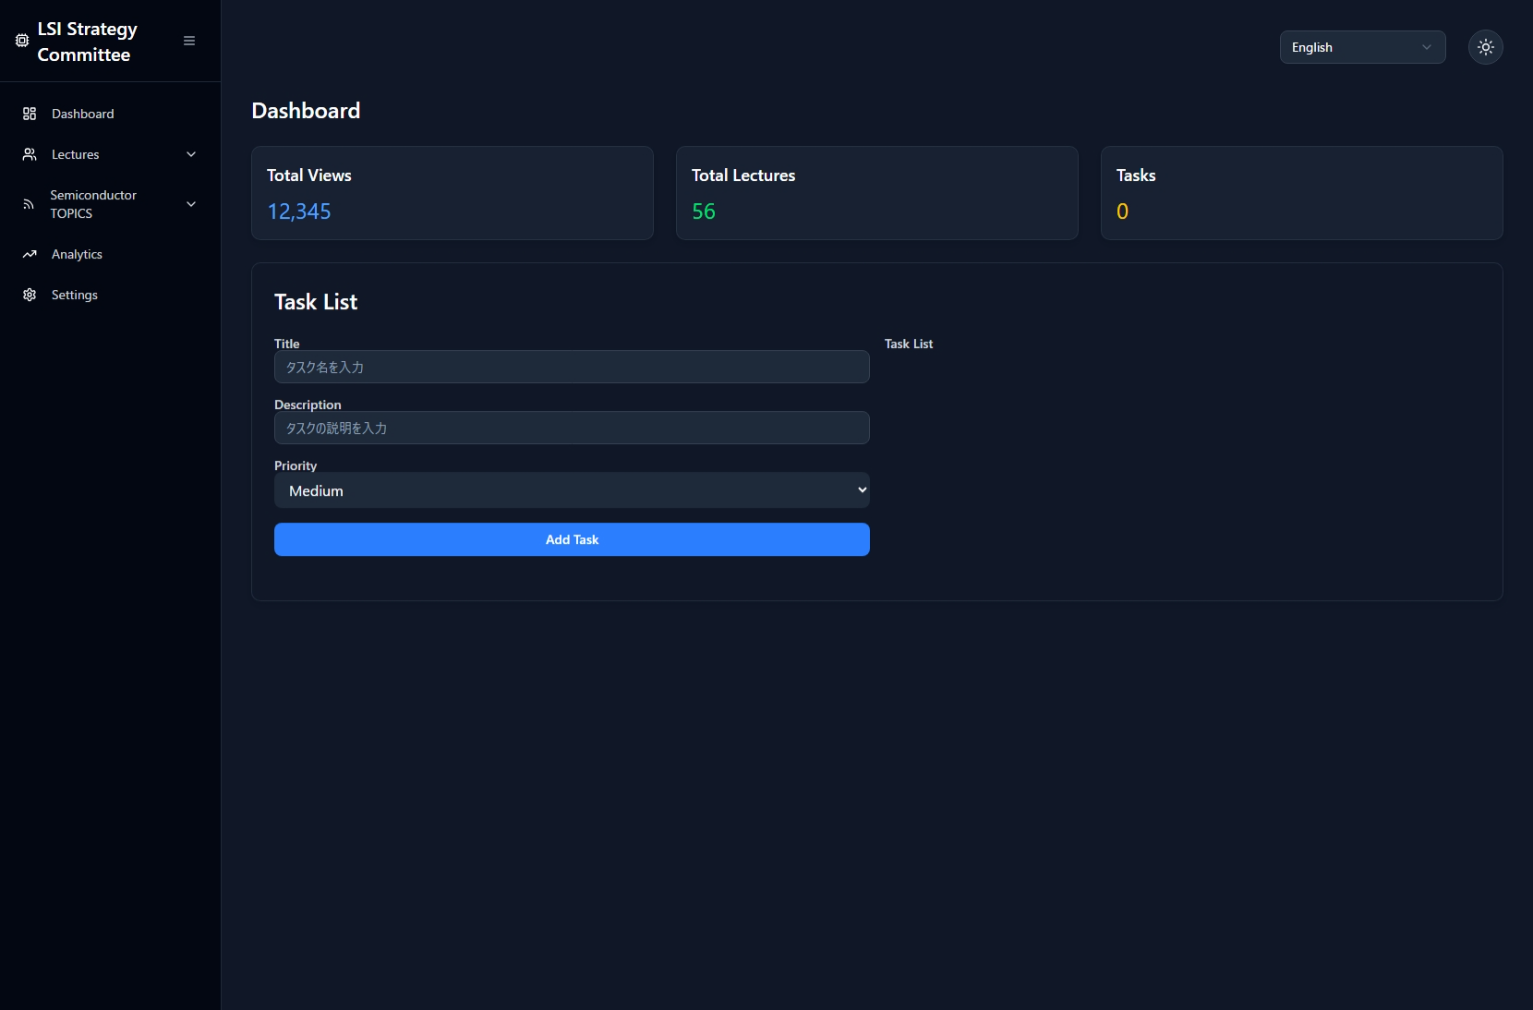 LSI Strategy
Committee
Dashboard
Lectures
Semiconductor
TOPICS
Analytics
Settings
English
Dashboard
Total Views
12,345
Total Lectures
56
Tasks
0
Task List
Title
タスク名を入力
Description
タスクの説明を入力
Priority
Medium
Add Task
Task List